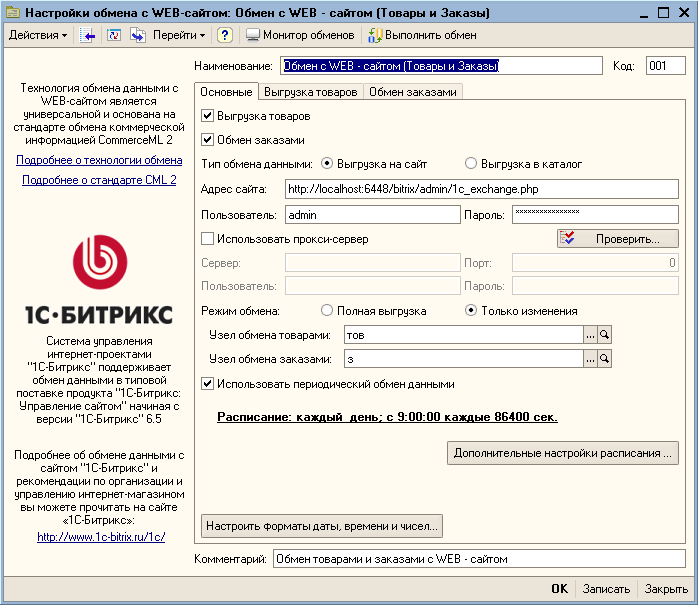 Настройки обмена с WEB-сайтом: Обмен с WEB - сайтом (Товары и Заказы)
Действия Перейти ? Монитор обменов Выполнить обмен
Наименование: Обмен с WEB - сайтом (Товары и Заказы) Код: 001
Технология обмена данными с
WEB-сайтом является
универсальной и основана на
стандарте обмена коммерческой
информацией CommerceML 2
Подробнее о технологии обмена
Подробнее о стандарте CML 2
1С·БИТРИКС
Система управления
интернет-проектами
"1С-Битрикс" поддерживает
обмен данными в типовой
поставке продукта "1С-Битрикс:
Управление сайтом" начиная с
версии "1С-Битрикс" 6.5
Подробнее об обмене данными с
сайтом "1С-Битрикс" и
рекомендации по организации и
управлению интернет-магазином
вы можете прочитать на сайте
«1С-Битрикс»:
http://www.1c-bitrix.ru/1c/
Основные Выгрузка товаров Обмен заказами
Выгрузка товаров
Обмен заказами
Тип обмена данными: Выгрузка на сайт Выгрузка в каталог
Адрес сайта: http://localhost:6448/bitrix/admin/1c_exchange.php
Пользователь: admin Пароль: ****************
Использовать прокси-сервер Проверить...
Сервер: Порт: 0
Пользователь: Пароль:
Режим обмена: Полная выгрузка Только изменения
Узел обмена товарами: тов ...
Узел обмена заказами: з ...
Использовать периодический обмен данными
Расписание: каждый день; с 9:00:00 каждые 86400 сек.
Дополнительные настройки расписания ...
Настроить форматы даты, времени и чисел...
Комментарий: Обмен товарами и заказами с WEB - сайтом
OK Записать Закрыть